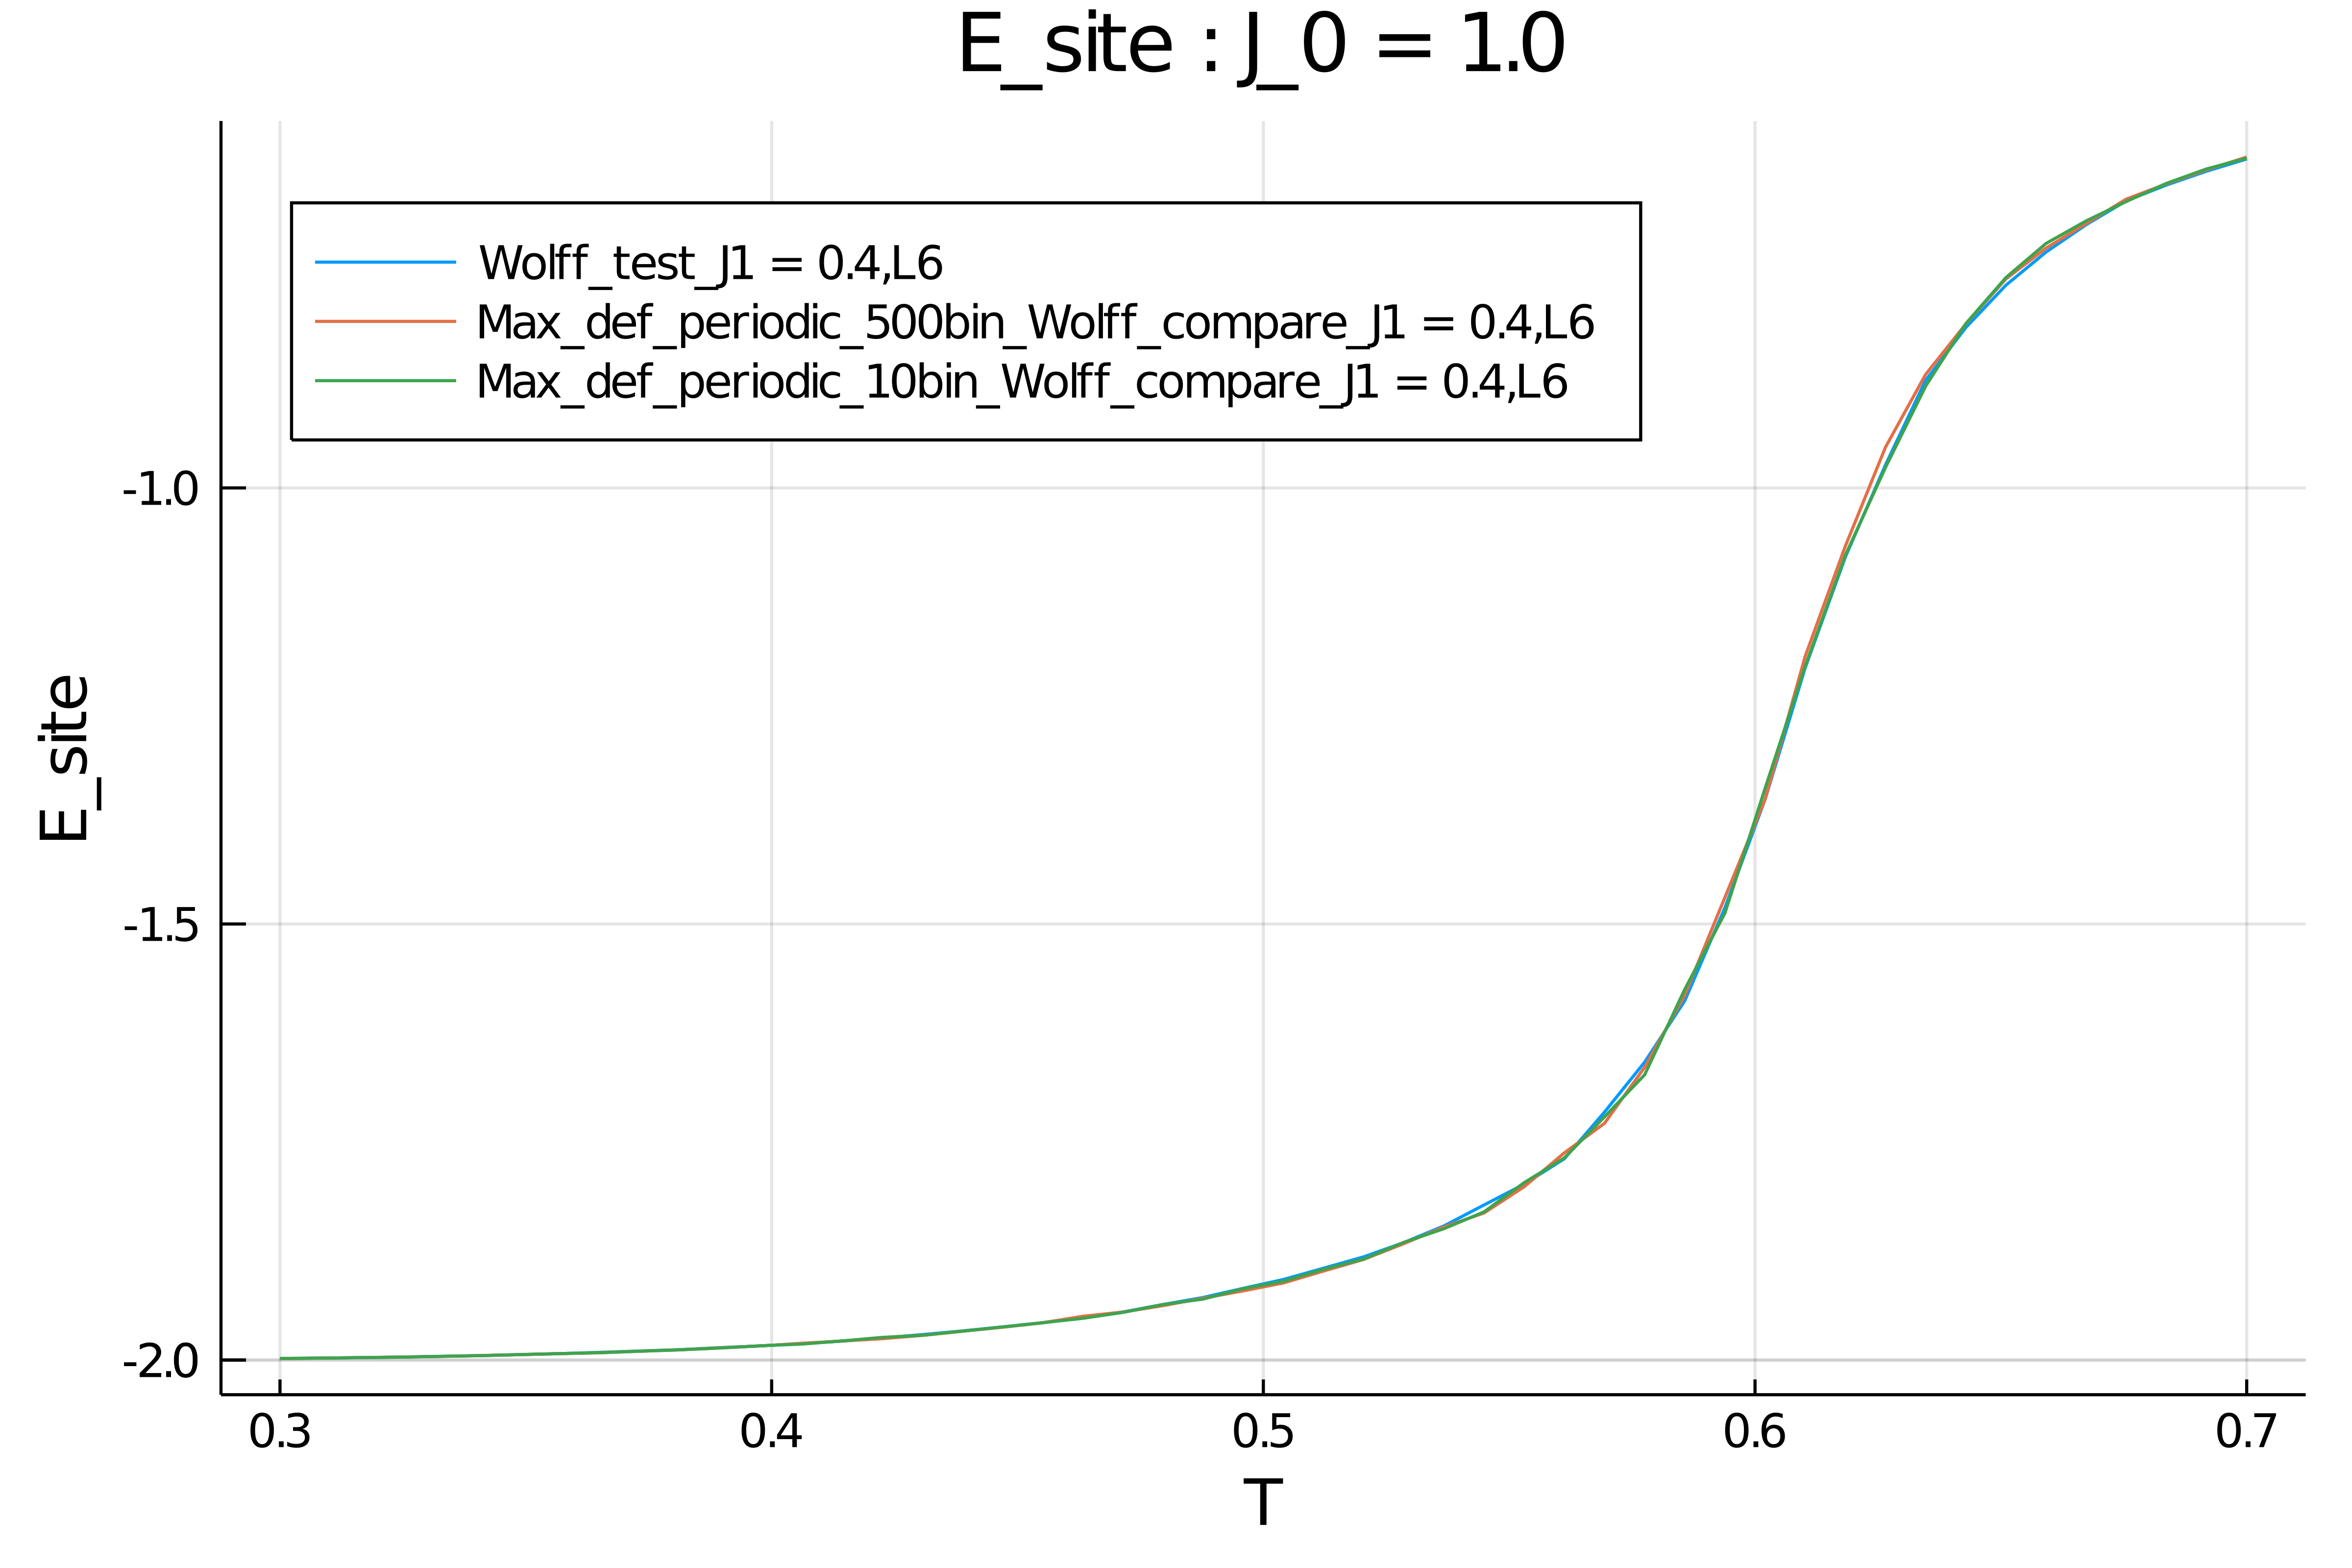 E_site : J_0 = 1.0
Wolff_test_J1 = 0.4,L6
Max_def_periodic_500bin_Wolff_compare_J1 = 0.4,L6
Max_def_periodic_10bin_Wolff_compare_J1 = 0.4,L6
-1.0
-1.5
-2.0
E_site
0.3 0.4 0.5 0.6 0.7
T